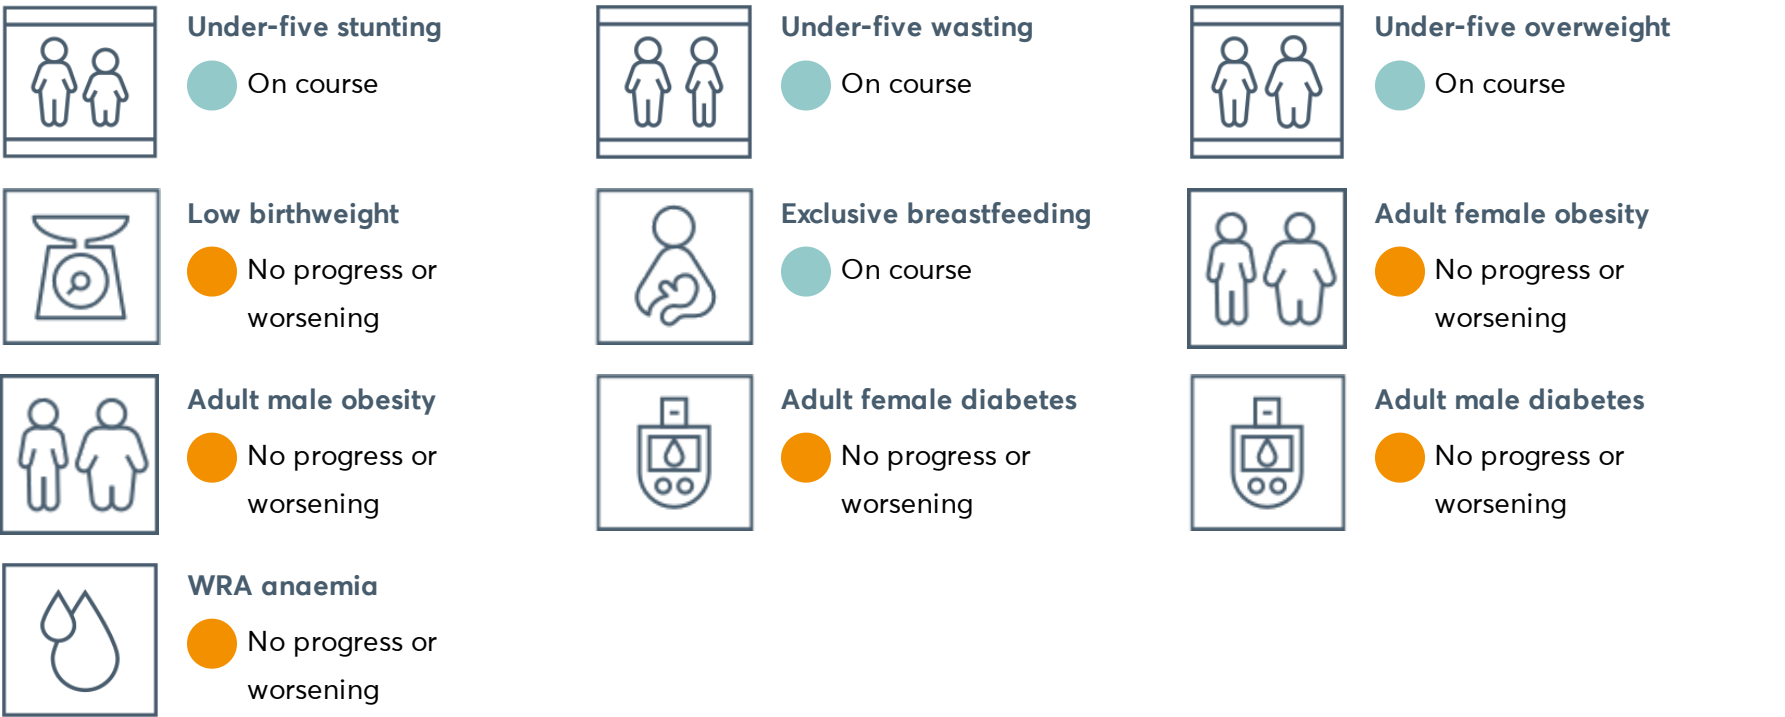 Under-five stunting
On course
Under-five wasting
On course
Under-five overweight
On course
Low birthweight
No progress or
worsening
Exclusive breastfeeding
On course
Adult female obesity
No progress or
worsening
Adult male obesity
No progress or
worsening
Adult female diabetes
No progress or
worsening
Adult male diabetes
No progress or
worsening
WRA anaemia
No progress or
worsening